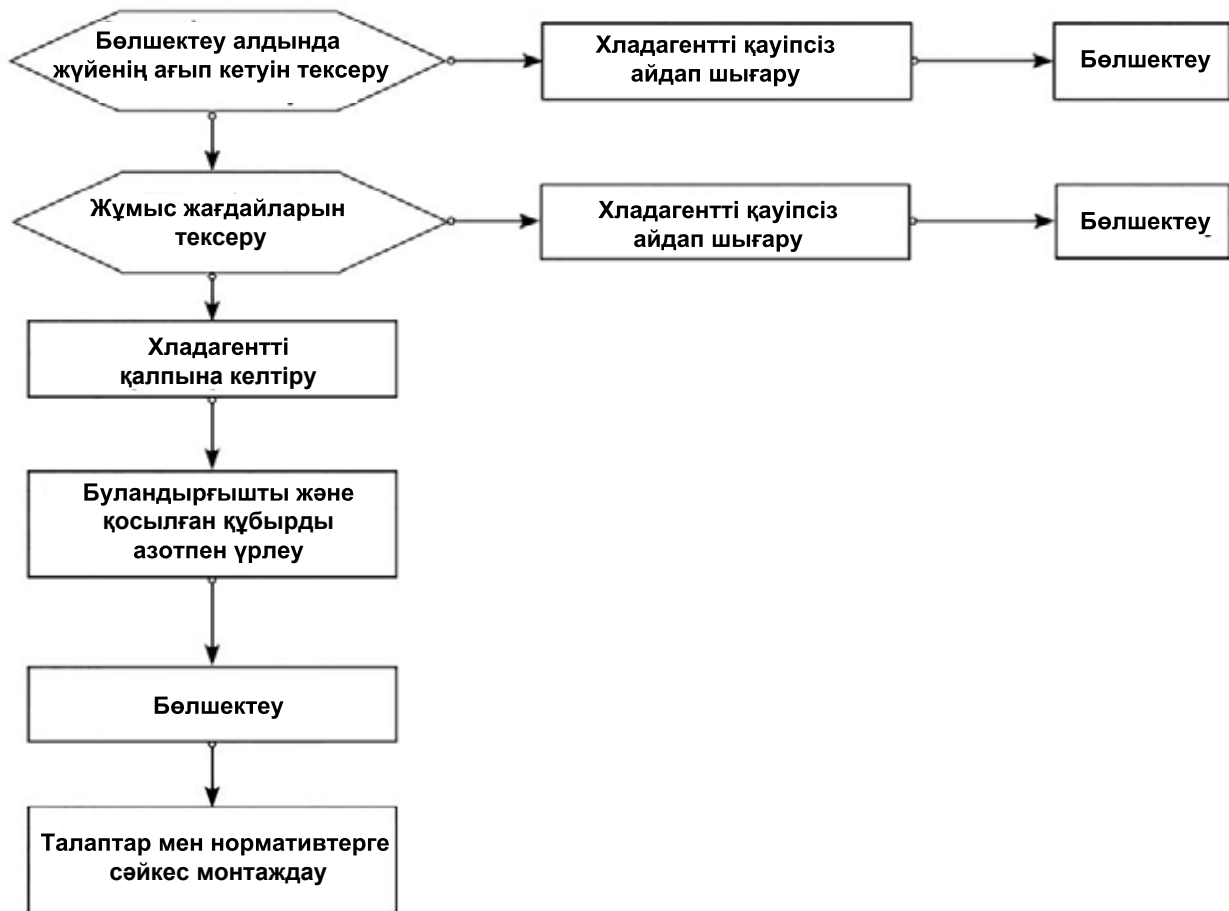 Бөлшектеу алдында
жүйенің ағып кетуін тексеру
Хладагентті қауіпсіз
айдап шығару
Бөлшектеу
Жұмыс жағдайларын
тексеру
Хладагентті қауіпсіз
айдап шығару
Бөлшектеу
Хладагентті
қалпына келтіру
Буландырғышты және
қосылған құбырды
азотпен үрлеу
Бөлшектеу
Талаптар мен нормативтерге
сәйкес монтаждау